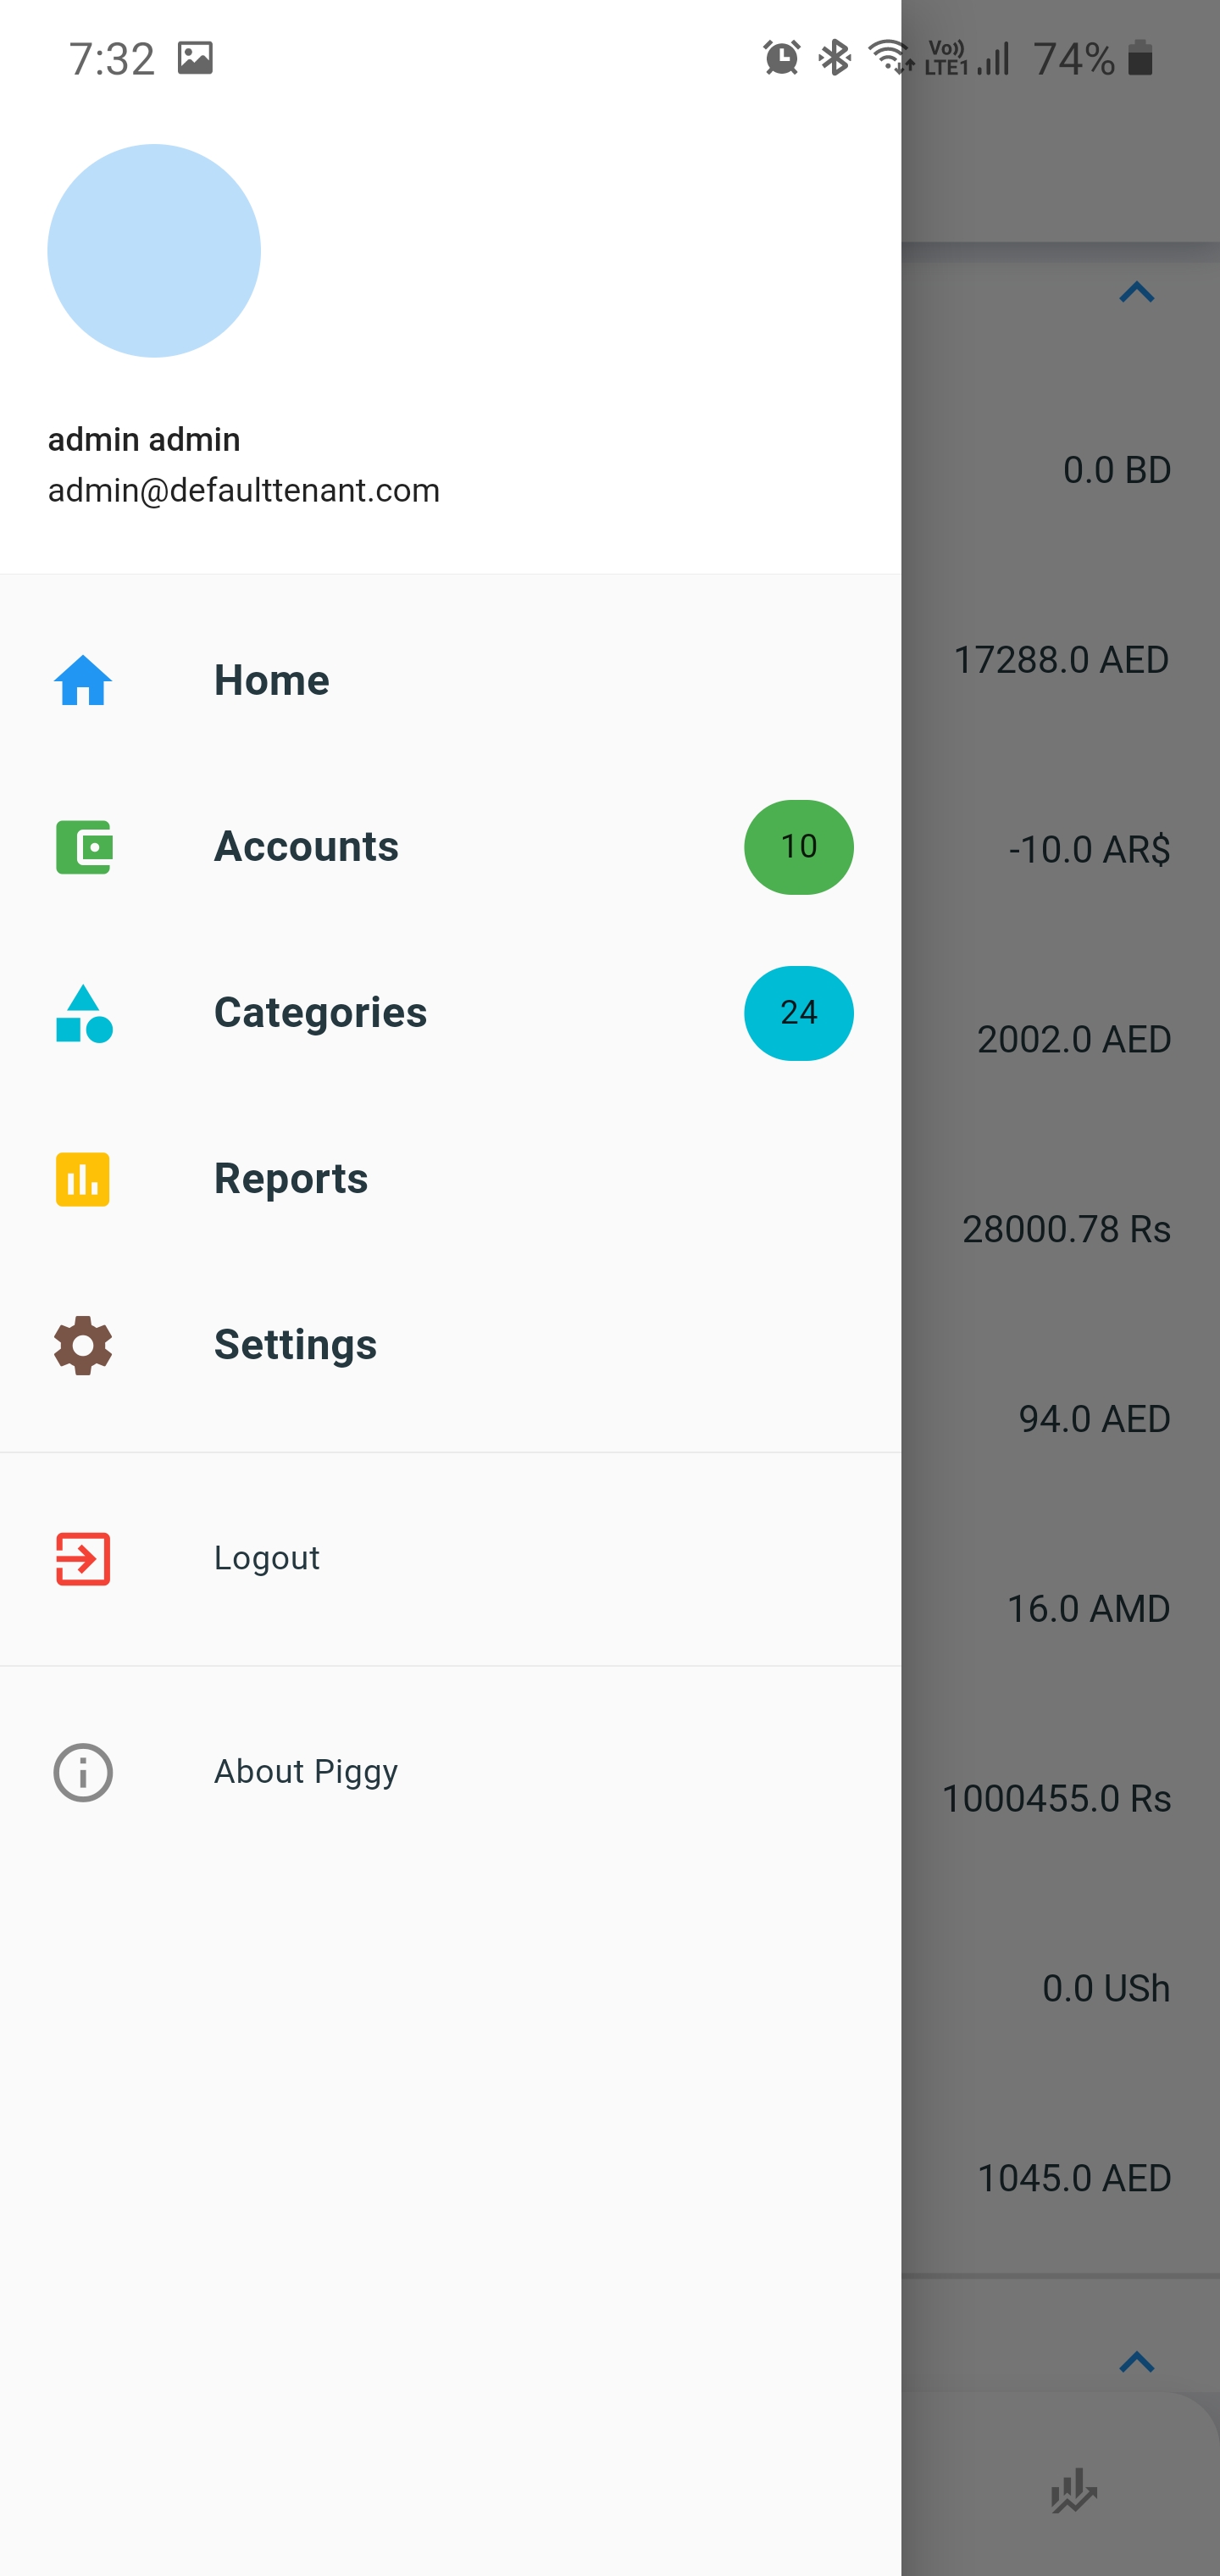 7:32
Vo)) LTE1 74%
admin admin
admin@defaulttenant.com
Home
Accounts 10
Categories 24
Reports
Settings
Logout
About Piggy
0.0 BD
17288.0 AED
-10.0 AR$
2002.0 AED
28000.78 Rs
94.0 AED
16.0 AMD
1000455.0 Rs
0.0 USh
1045.0 AED